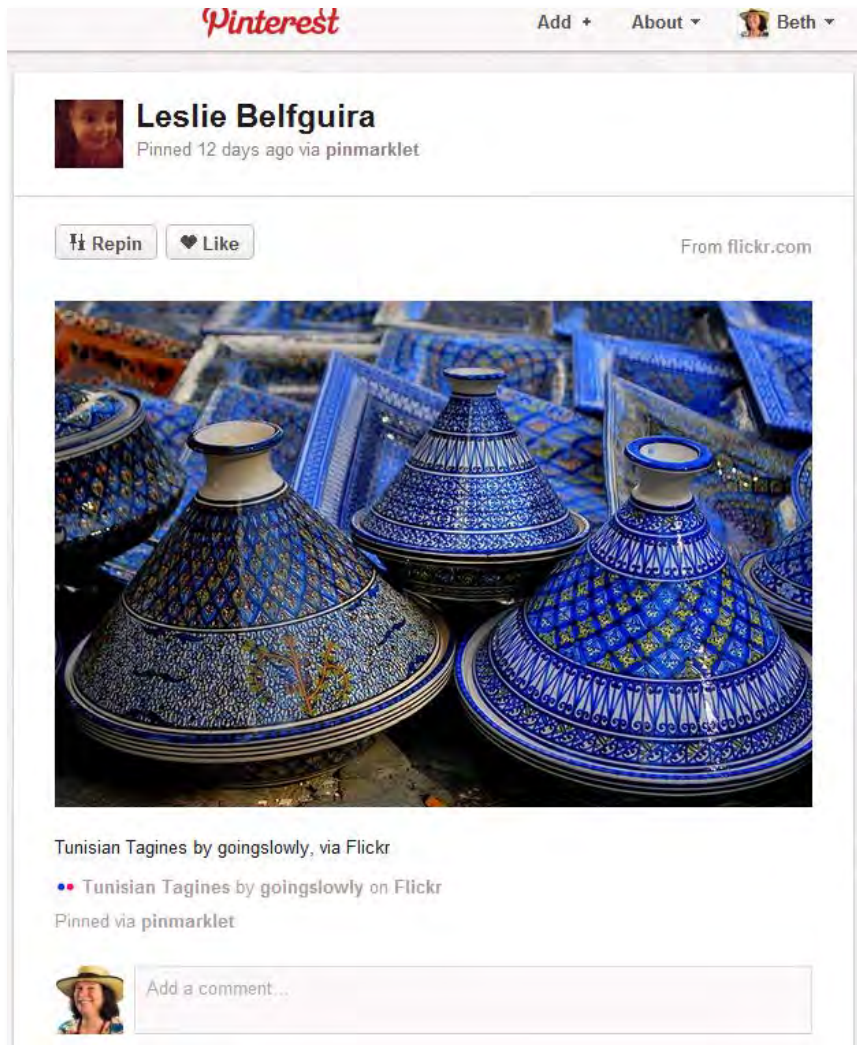 Pinterest Add + About Beth
Leslie Belfguira
Pinned 12 days ago via pinmarklet
Repin Like From flickr.com
Tunisian Tagines by goingslowly, via Flickr
Tunisian Tagines by goingslowly on Flickr
Pinned via pinmarklet
Add a comment...